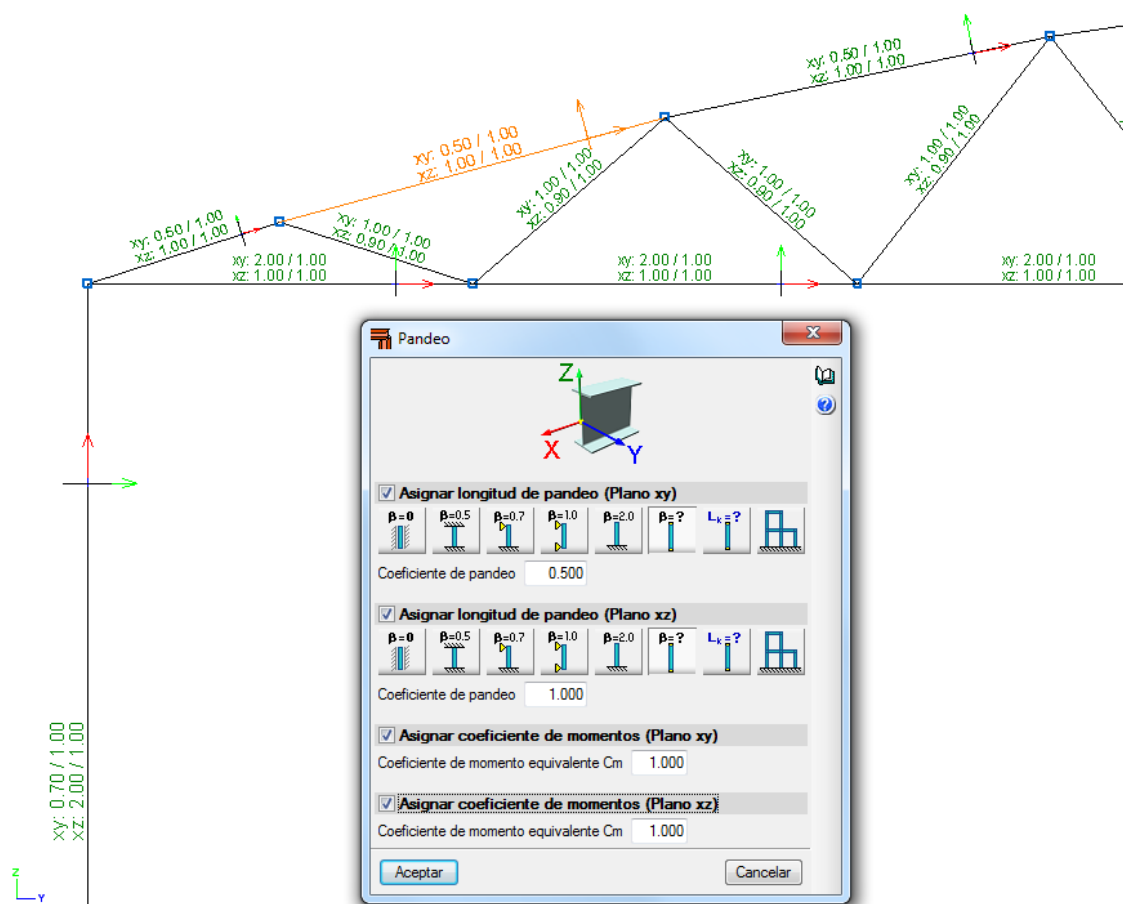 xy: 0.50 / 1.00
xz: 1.00 / 1.00
xy: 0.50 / 1.00
xz: 1.00 / 1.00
xy: 1.00 / 1.00
xz: 0.90 / 1.00
xy: 1.00 / 1.00
xz: 0.90 / 1.00
xy: 1.00 / 1.00
xz: 0.90 / 1.00
xy: 0.50 / 1.00
xz: 1.00 / 1.00
xy: 1.00 / 1.00
xz: 0.90 / 1.00
xy: 2.00 / 1.00
xz: 1.00 / 1.00
xy: 2.00 / 1.00
xz: 1.00 / 1.00
xy: 2.00 / 1.00
xz: 1.00 / 1.00
Pandeo
Z
X
Y
Asignar longitud de pandeo (Plano xy)
β=0 β=0.5 β=0.7 β=1.0 β=2.0 β=? Lk=?
Coeficiente de pandeo 0.500
Asignar longitud de pandeo (Plano xz)
β=0 β=0.5 β=0.7 β=1.0 β=2.0 β=? Lk=?
Coeficiente de pandeo 1.000
Asignar coeficiente de momentos (Plano xy)
Coeficiente de momento equivalente Cm 1.000
Asignar coeficiente de momentos (Plano xz)
Coeficiente de momento equivalente Cm 1.000
Aceptar Cancelar
xy: 0.70 / 1.00
xz: 2.00 / 1.00
Z
Y